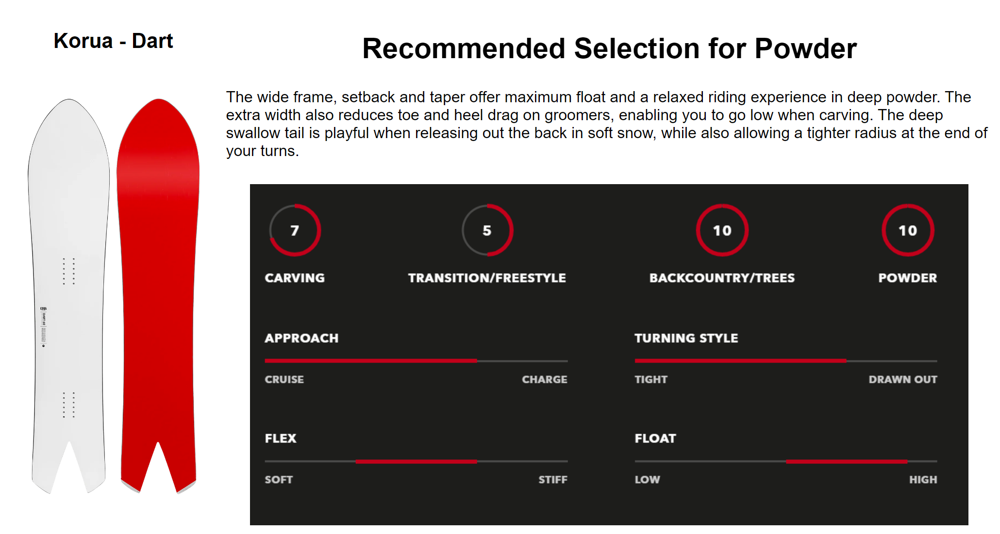 Korua - Dart
Recommended Selection for Powder
The wide frame, setback and taper offer maximum float and a relaxed riding experience in deep powder. The
extra width also reduces toe and heel drag on groomers, enabling you to go low when carving. The deep
swallow tail is playful when releasing out the back in soft snow, while also allowing a tighter radius at the end of
your turns.
KORUA
DART 60
7
5
10
10
CARVING
TRANSITION/FREESTYLE
BACKCOUNTRY/TREES
POWDER
APPROACH
CRUISE
CHARGE
TURNING STYLE
TIGHT
DRAWN OUT
FLEX
SOFT
STIFF
FLOAT
LOW
HIGH